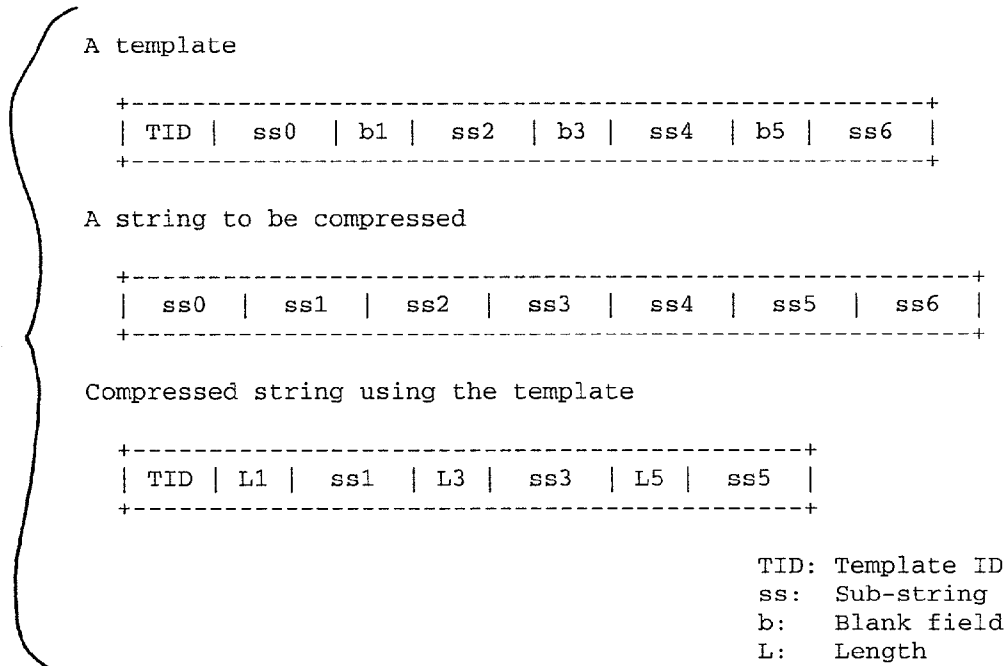 A template
+----------------------------------------------------+
| TID | ss0 | b1 | ss2 | b3 | ss4 | b5 | ss6 |
+----------------------------------------------------+
A string to be compressed
+-------------------------------------------------------+
| ss0 | ss1 | ss2 | ss3 | ss4 | ss5 | ss6 |
+-------------------------------------------------------+
Compressed string using the template
+--------------------------------------------+
| TID | L1 | ss1 | L3 | ss3 | L5 | ss5 |
+--------------------------------------------+
TID: Template ID
ss: Sub-string
b: Blank field
L: Length